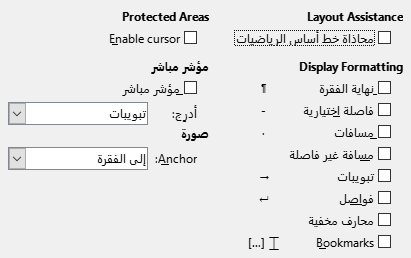 Layout Assistance
محاذاة خط أساس الرياضيات
Display Formatting
نهاية الفقرة ¶
فاصلة إختيارية -
مسافات ·
مسافة غير فاصلة
تبويبات →
فواصل ↵
محارف مخفية
Bookmarks [...]
Protected Areas
Enable cursor
مؤشر مباشر
مؤشر مباشر
أدرج: تبويبات
صورة
Anchor: إلى الفقرة